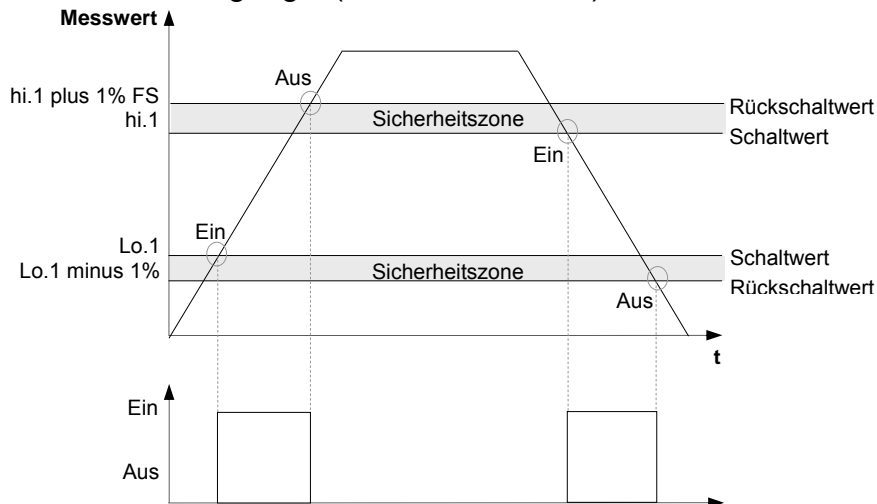 Messwert
Aus
hi.1 plus 1% FS
hi.1
Sicherheitszone
Rückschaltwert
Schaltwert
Ein
Ein
Lo.1
Lo.1 minus 1%
Sicherheitszone
Schaltwert
Rückschaltwert
Aus
t
Ein
Aus